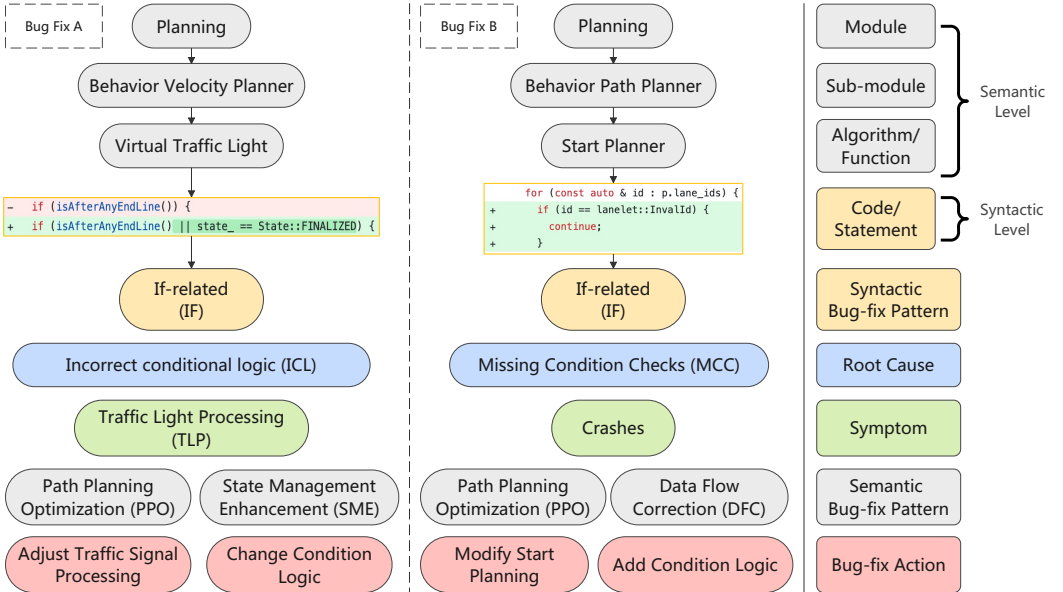 Bug Fix A
Planning
Behavior Velocity Planner
Virtual Traffic Light
- if (isAfterAnyEndLine()) {
+ if (isAfterAnyEndLine() || state_ == State::FINALIZED) {
If-related
(IF)
Incorrect conditional logic (ICL)
Traffic Light Processing
(TLP)
Path Planning
Optimization (PPO)
State Management
Enhancement (SME)
Adjust Traffic Signal
Processing
Change Condition
Logic
Bug Fix B
Planning
Behavior Path Planner
Start Planner
for (const auto & id : p.lane_ids) {
+ if (id == lanelet::InvalId) {
+ continue;
+ }
If-related
(IF)
Missing Condition Checks (MCC)
Crashes
Path Planning
Optimization (PPO)
Data Flow
Correction (DFC)
Modify Start
Planning
Add Condition Logic
Module
Sub-module
Algorithm/
Function
Semantic
Level
Code/
Statement
Syntactic
Level
Syntactic
Bug-fix Pattern
Root Cause
Symptom
Semantic
Bug-fix Pattern
Bug-fix Action